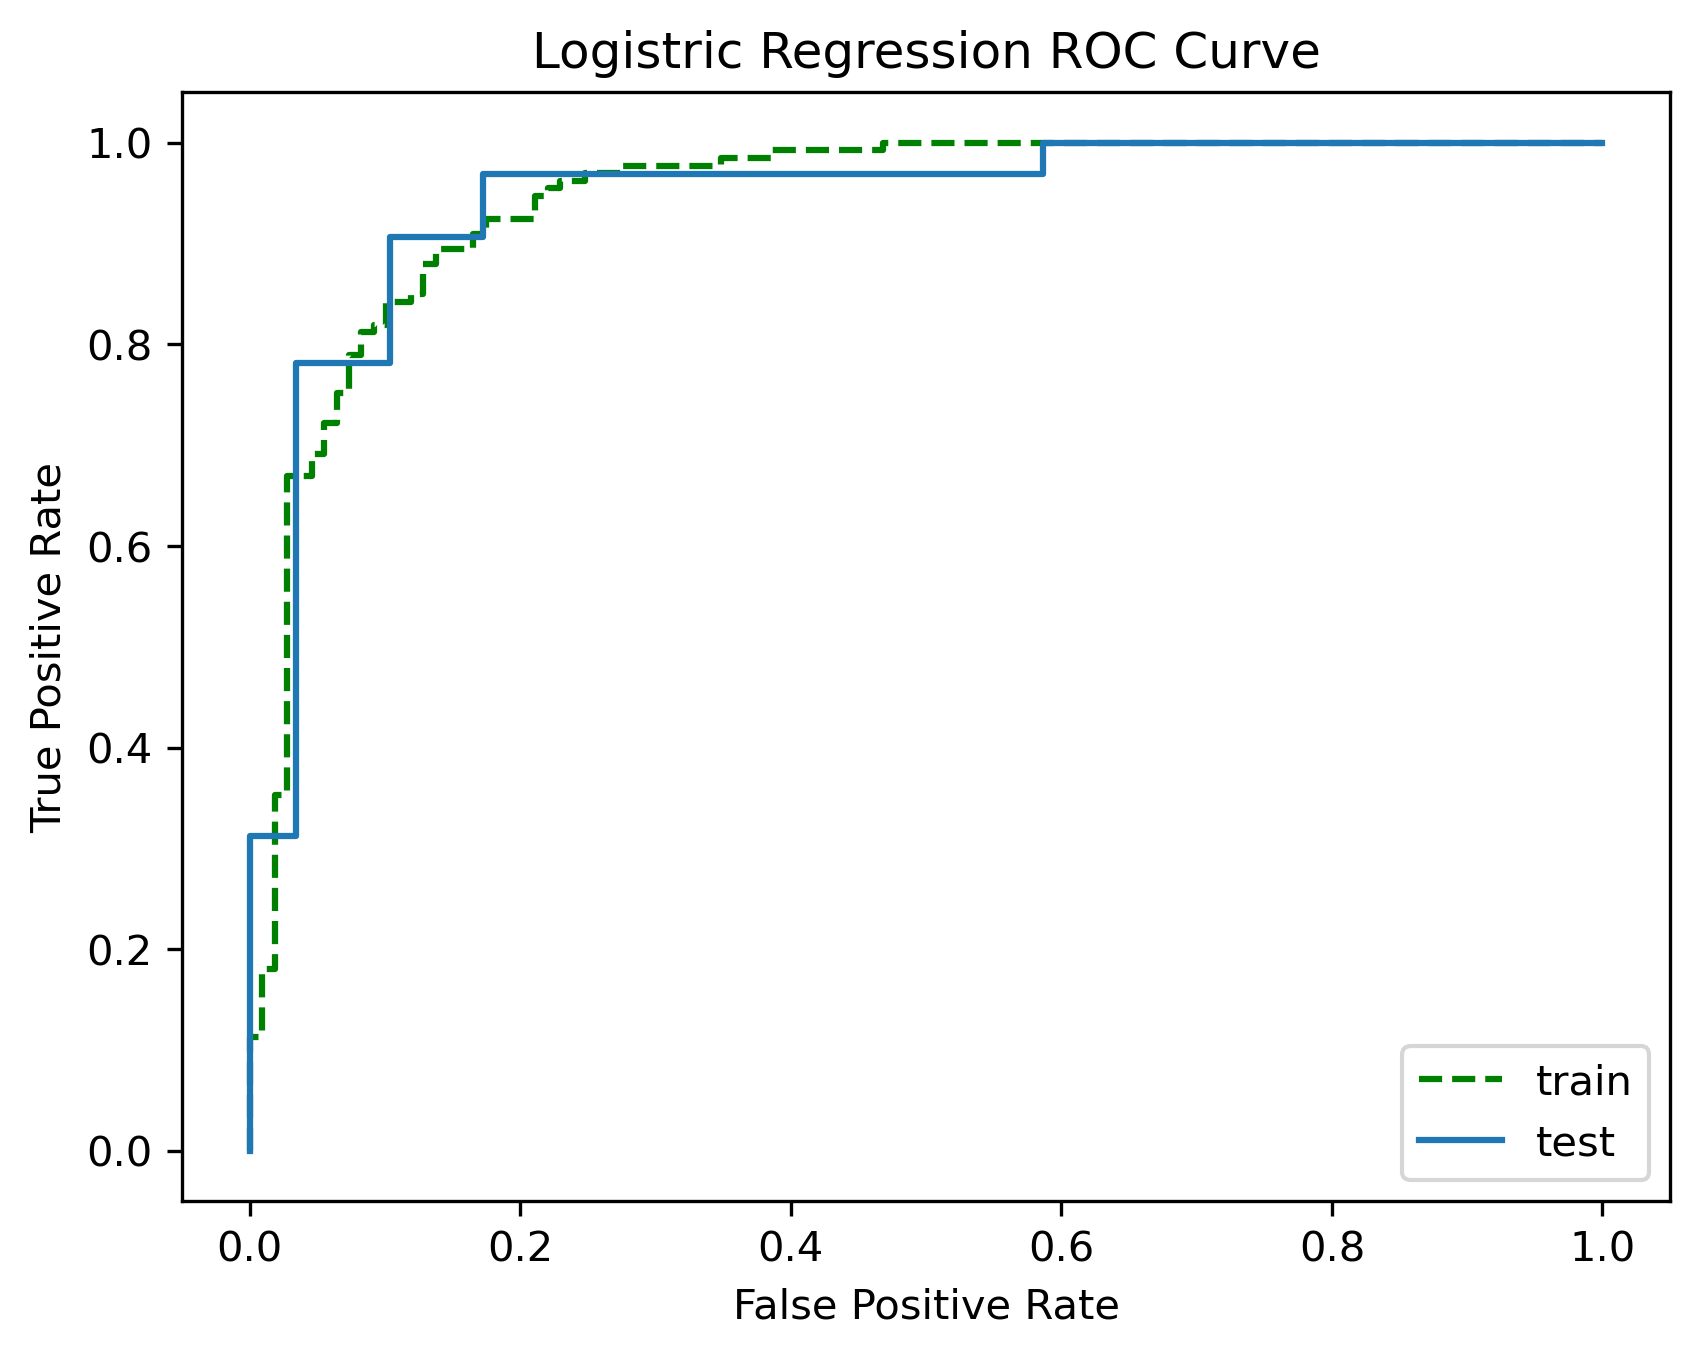 Logistric Regression ROC Curve
True Positive Rate
1.0
0.8
0.6
0.4
0.2
0.0
0.0 0.2 0.4 0.6 0.8 1.0
False Positive Rate
train
test